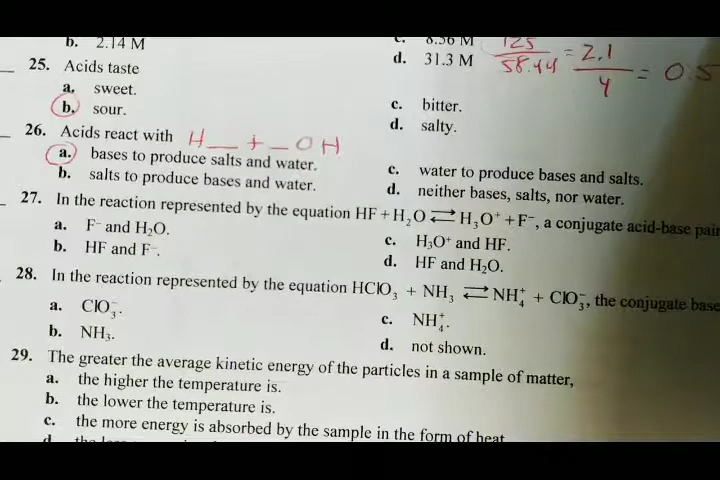 b. 2.14 M
c. 8.56 M
d. 31.3 M
125
58.44
= 2.1
4
= 0.5
25. Acids taste
a. sweet.
b. sour.
c. bitter.
d. salty.
26. Acids react with H_ + _OH
a. bases to produce salts and water.
b. salts to produce bases and water.
c. water to produce bases and salts.
d. neither bases, salts, nor water.
27. In the reaction represented by the equation HF + H₂O ⇄ H₃O⁺ + F⁻, a conjugate acid-base pair
a. F⁻ and H₂O.
b. HF and F⁻.
c. H₃O⁺ and HF.
d. HF and H₂O.
28. In the reaction represented by the equation HClO₃ + NH₃ ⇄ NH₄⁺ + ClO₃⁻, the conjugate base
a. ClO₃⁻.
b. NH₃.
c. NH₄⁺.
d. not shown.
29. The greater the average kinetic energy of the particles in a sample of matter,
a. the higher the temperature is.
b. the lower the temperature is.
c. the more energy is absorbed by the sample in the form of heat